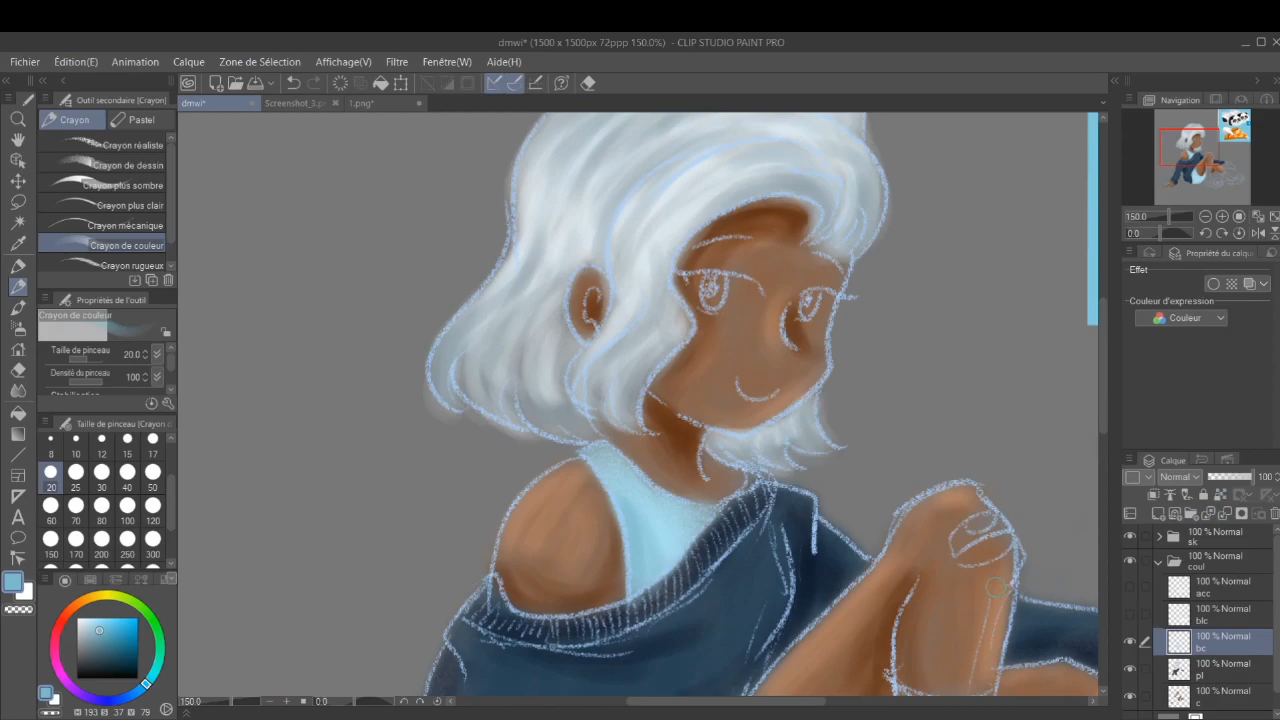 dmwi* (1500 x 1500px 72ppp 150.0%) - CLIP STUDIO PAINT PRO
Fichier Édition(E) Animation Calque Zone de Sélection Affichage(V) Filtre Fenêtre(W) Aide(H)
Outil secondaire [Crayon]
dmwi* Screenshot_3.p 1.png*
Navigation
Crayon Pastel
Crayon réaliste
Crayon de dessin
Crayon plus sombre
Crayon plus clair
Crayon mécanique
Crayon de couleur
Crayon rugueux
150.0
0.0
Propriété du calqu
Effet
Propriétés de l'outil
Crayon de couleur
Couleur d'expression
Couleur
Taille de pinceau 20.0
Densité du pinceau 100
Taille de pinceau [Crayon d
8 10 12 15 17
20 25 30 40 50
60 70 80 100 120
150 170 200 250 300
Calque
Normal 100
100 % Normal
sk
100 % Normal
coul
100 % Normal
acc
100 % Normal
blc
100 % Normal
bc
100 % Normal
pl
100 % Normal
c
150.0 0.0
H 193 S 37 V 79